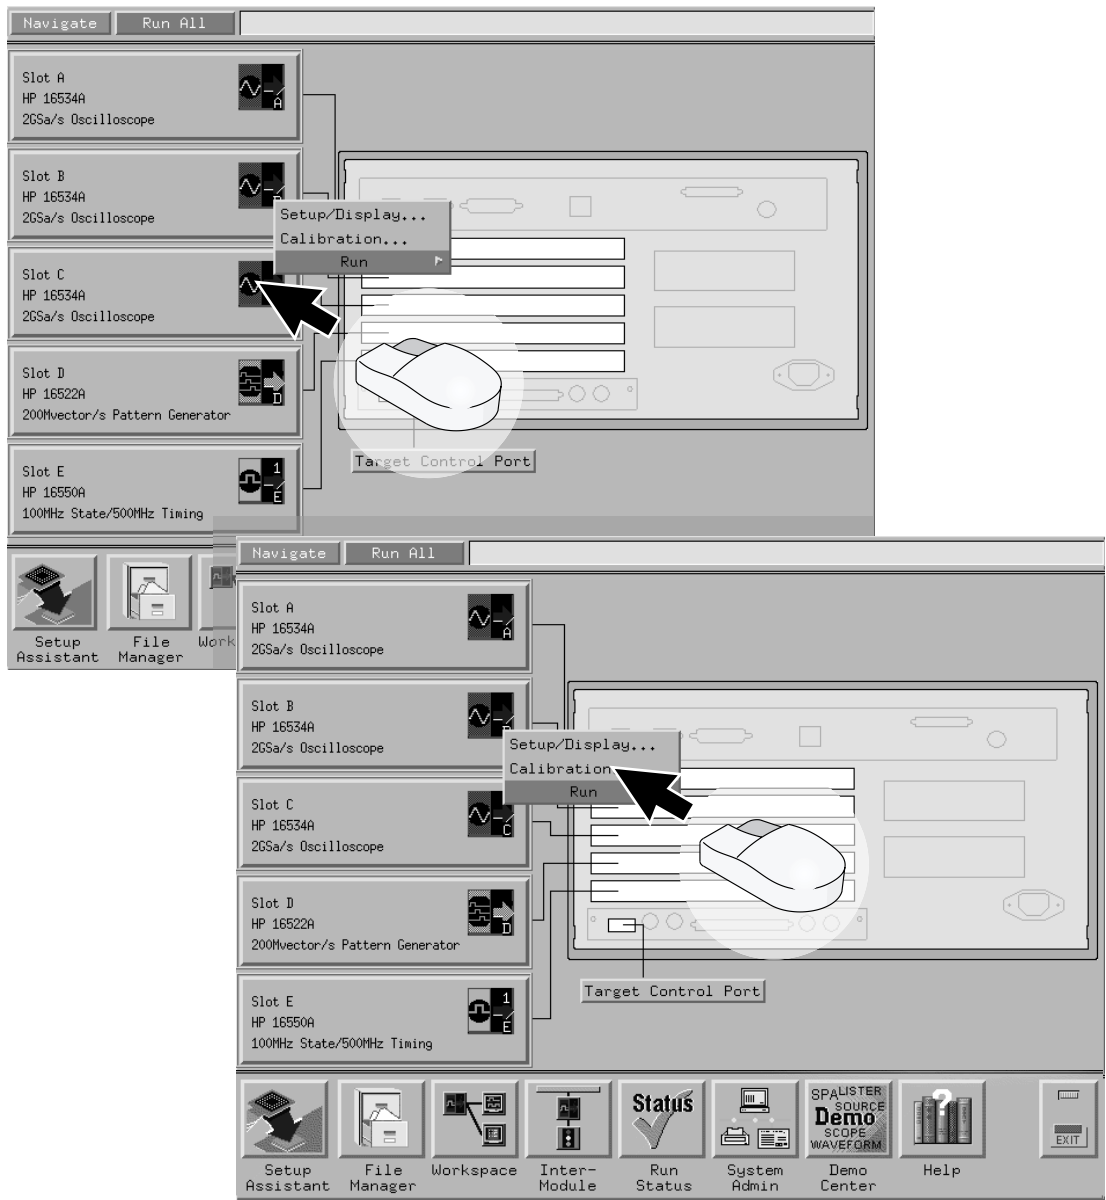 Navigate
Run All
Slot A
HP 16534A
2GSa/s Oscilloscope
A
Slot B
HP 16534A
2GSa/s Oscilloscope
Setup/Display...
Calibration...
Run
Slot C
HP 16534A
2GSa/s Oscilloscope
Slot D
HP 16522A
200Mvector/s Pattern Generator
D
Slot E
HP 16550A
100MHz State/500MHz Timing
1
E
Target Control Port
Setup
Assistant
File
Manager
Work
Navigate
Run All
Slot A
HP 16534A
2GSa/s Oscilloscope
A
Slot B
HP 16534A
2GSa/s Oscilloscope
Setup/Display...
Calibration
Run
Slot C
HP 16534A
2GSa/s Oscilloscope
C
Slot D
HP 16522A
200Mvector/s Pattern Generator
D
Slot E
HP 16550A
100MHz State/500MHz Timing
1
E
Target Control Port
Status
SPALISTER
SOURCE
Demo
SCOPE
WAVEFORM
?
EXIT
Setup
Assistant
File
Manager
Workspace
Inter-
Module
Run
Status
System
Admin
Demo
Center
Help